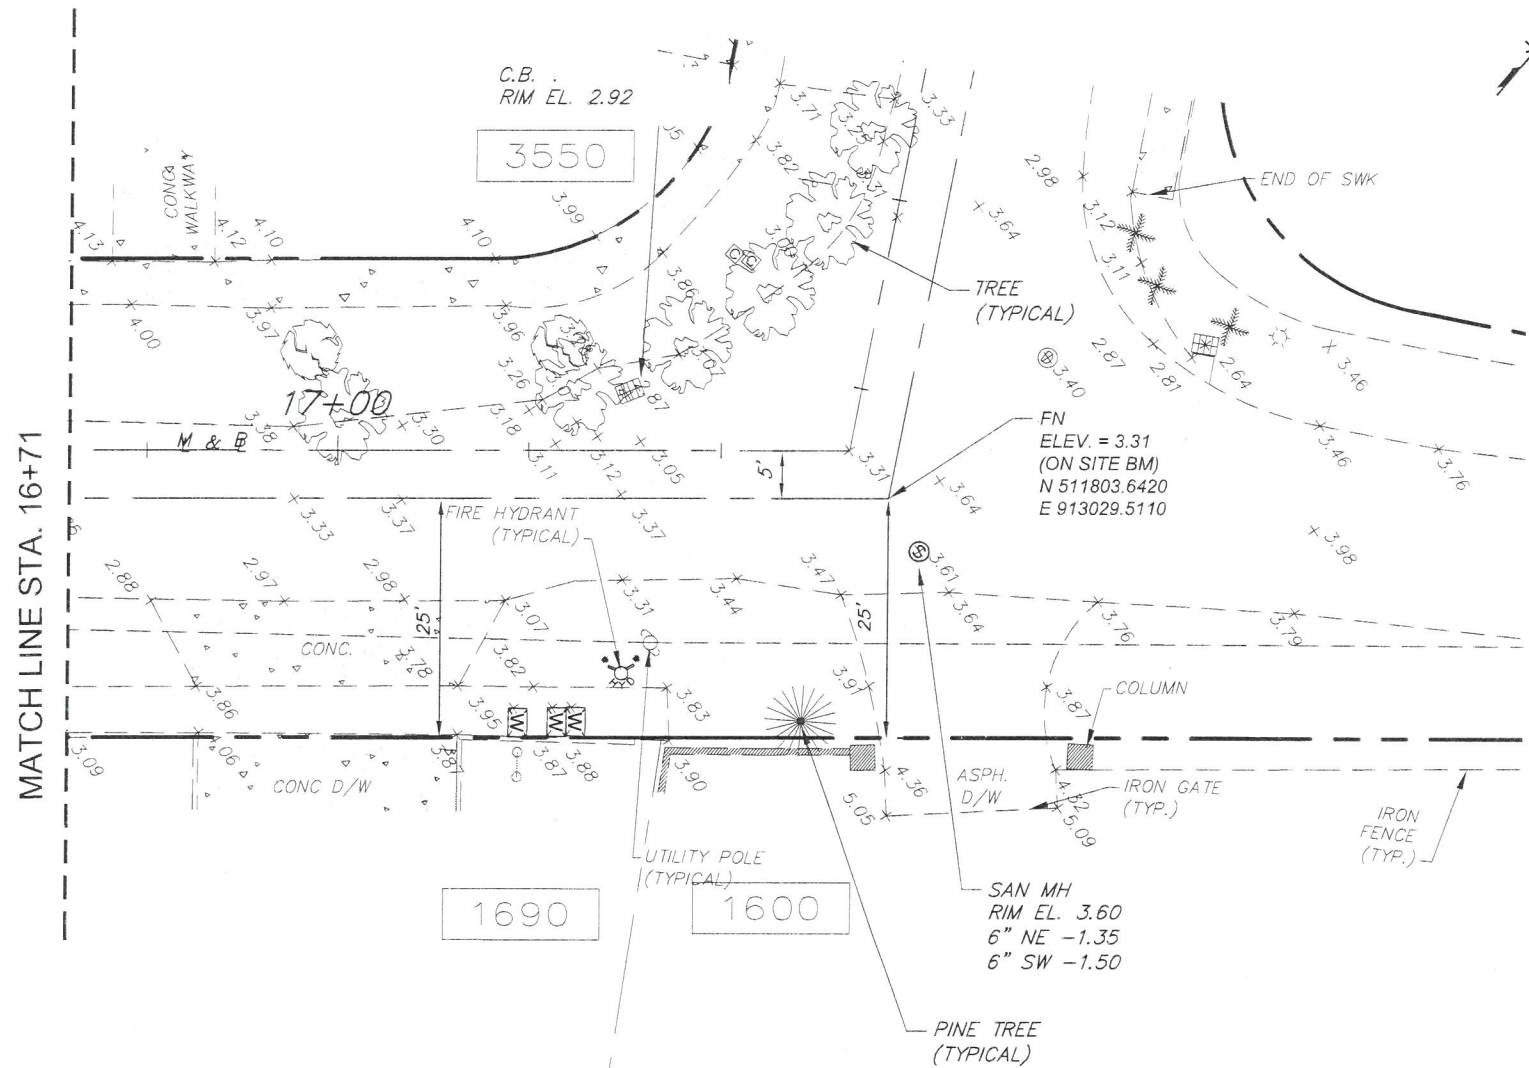 C.B. .
RIM EL. 2.92
3550
CONC.
WALKWAY
4.13
4.12
4.10
4.10
3.99
3.71
3.33
3.82
3.31
3.64
2.98
END OF SWK
3.12
3.11
3.86
TREE
(TYPICAL)
4.00
3.97
3.96
3.26
3.07
.87
2.87
2.81
2.64
3.46
3.40
17+00
3.38
3.30
3.18
M & B
3.11
3.12
3.05
5'
3.31
FN
ELEV. = 3.31
(ON SITE BM)
N 511803.6420
E 913029.5110
3.46
3.76
MATCH LINE STA. 16+71
3.33
3.37
FIRE HYDRANT
(TYPICAL)
3.37
3.64
3.98
2.88
2.97
2.98
25'
3.07
3.31
3.44
3.47
25'
3.61
3.64
3.76
3.79
CONC.
3.78
3.82
3.86
3.95
3.83
3.91
3.87
COLUMN
W
W
W
3.09
4.06
3.81
3.87
3.88
3.90
CONC D/W
4.36
5.05
ASPH.
D/W
4.32
5.09
IRON GATE
(TYP.)
IRON
FENCE
(TYP.)
UTILITY POLE
(TYPICAL)
1690
1600
SAN MH
RIM EL. 3.60
6" NE -1.35
6" SW -1.50
PINE TREE
(TYPICAL)